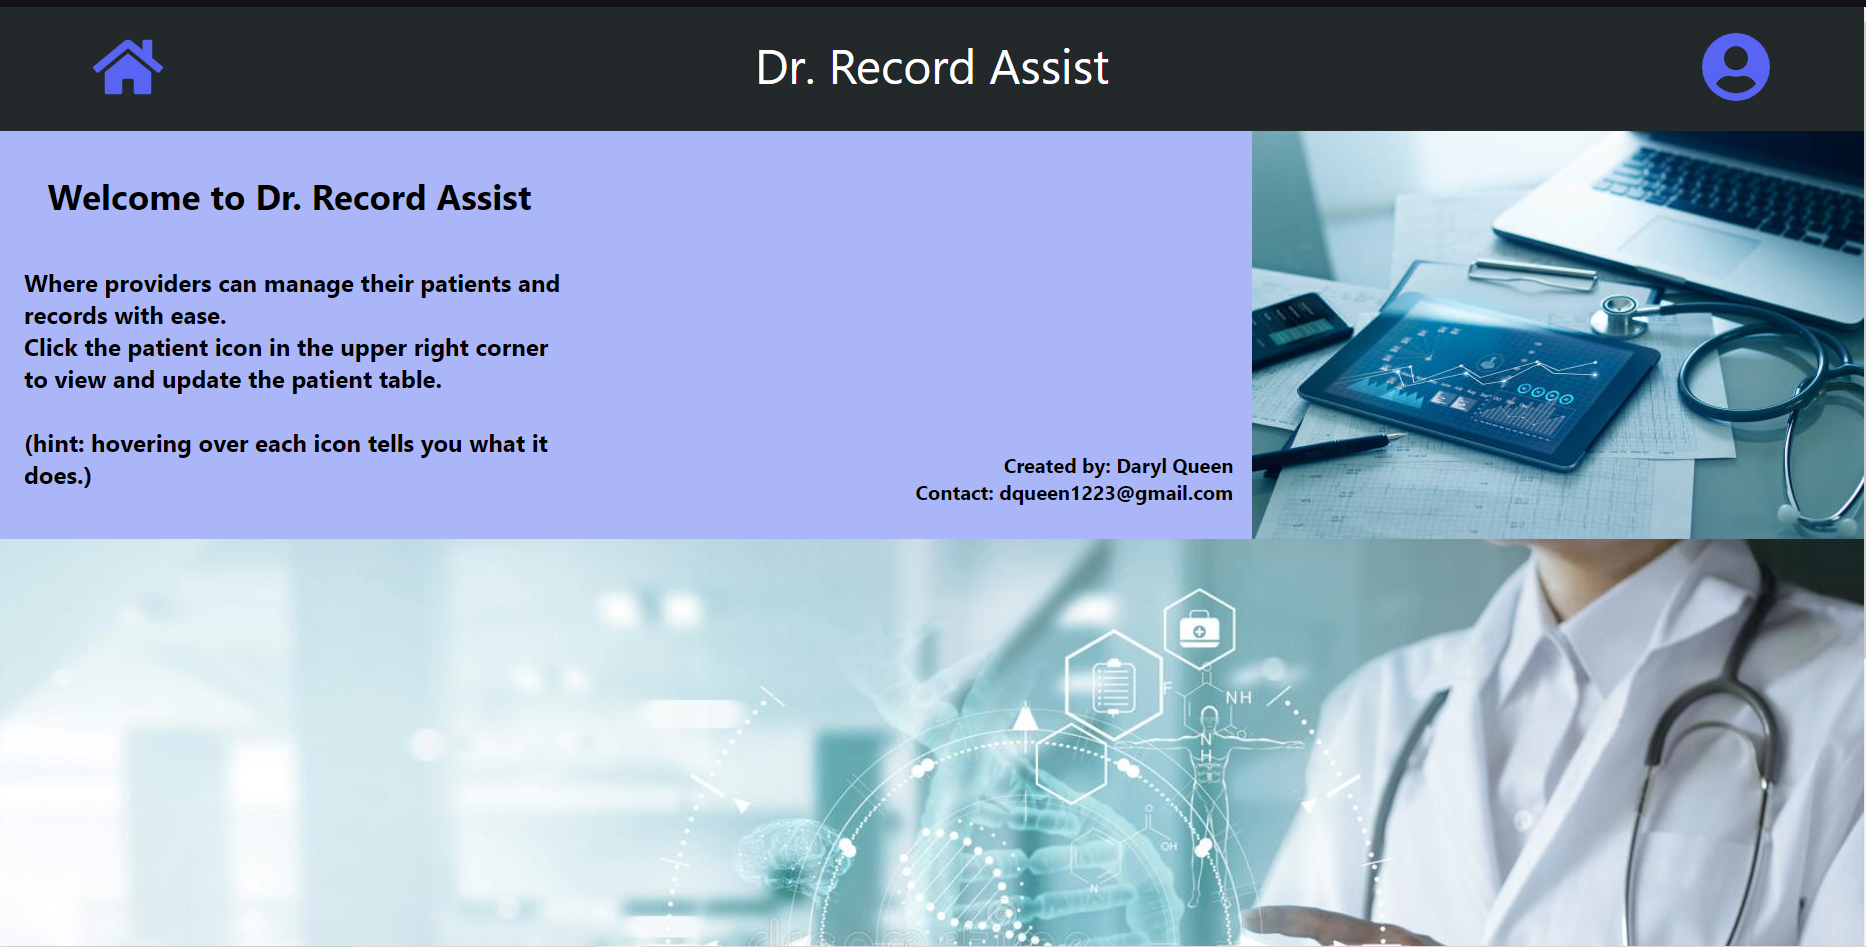 Dr. Record Assist
Welcome to Dr. Record Assist
Where providers can manage their patients and
records with ease.
Click the patient icon in the upper right corner
to view and update the patient table.
(hint: hovering over each icon tells you what it
does.)
Created by: Daryl Queen
Contact: dqueen1223@gmail.com
F
O
NH
N
H
O
O
OH
N